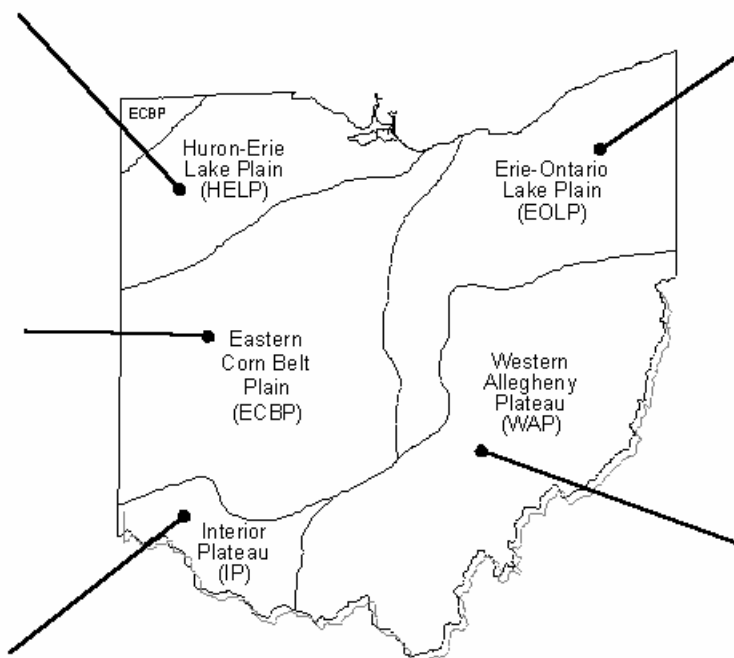 ECBP
Huron-Erie
Lake Plain
(HELP)
Erie-Ontario
Lake Plain
(EOLP)
Eastern
Corn Belt
Plain
(ECBP)
Western
Allegheny
Plateau
(WAP)
Interior
Plateau
(IP)